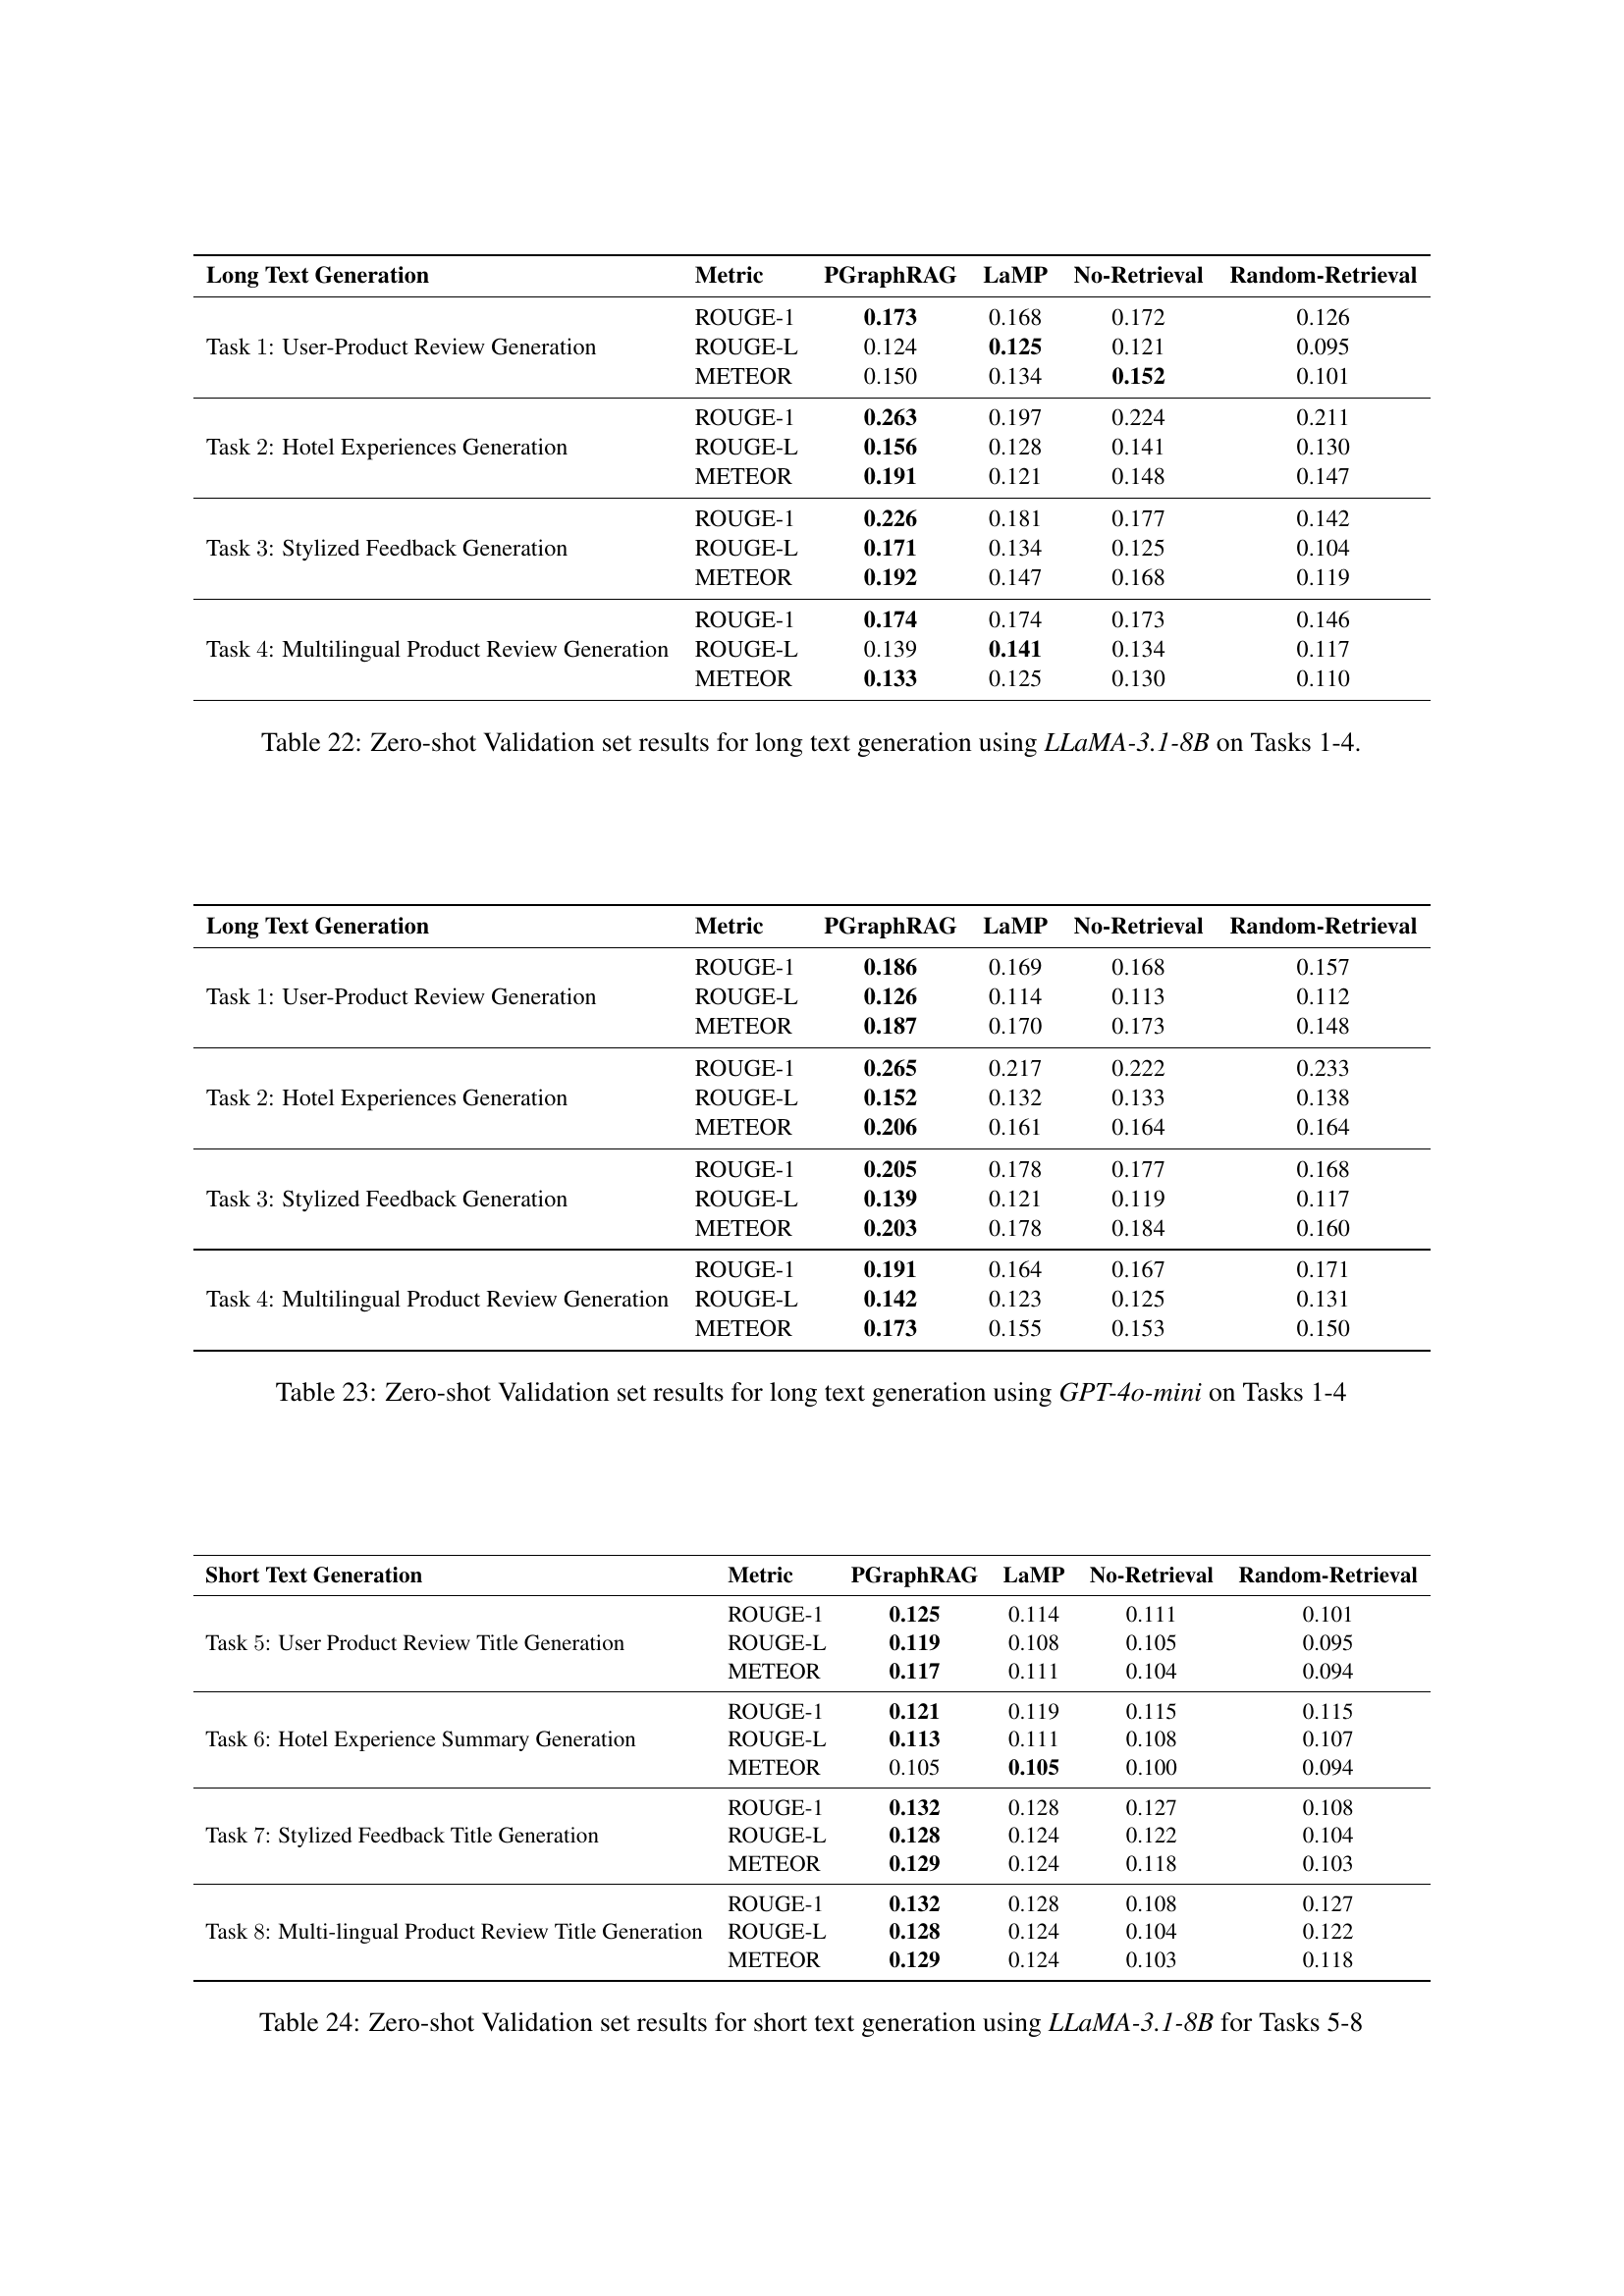 Long Text Generation Metric PGraphRAG LaMP No-Retrieval Random-Retrieval
ROUGE-1 0.173 0.168 0.172 0.126
Task 1: User-Product Review Generation ROUGE-L 0.124 0.125 0.121 0.095
METEOR 0.150 0.134 0.152 0.101
ROUGE-1 0.263 0.197 0.224 0.211
Task 2: Hotel Experiences Generation ROUGE-L 0.156 0.128 0.141 0.130
METEOR 0.191 0.121 0.148 0.147
ROUGE-1 0.226 0.181 0.177 0.142
Task 3: Stylized Feedback Generation ROUGE-L 0.171 0.134 0.125 0.104
METEOR 0.192 0.147 0.168 0.119
ROUGE-1 0.174 0.174 0.173 0.146
Task 4: Multilingual Product Review Generation ROUGE-L 0.139 0.141 0.134 0.117
METEOR 0.133 0.125 0.130 0.110
Table 22: Zero-shot Validation set results for long text generation using LLaMA-3.1-8B on Tasks 1-4.
Long Text Generation Metric PGraphRAG LaMP No-Retrieval Random-Retrieval
ROUGE-1 0.186 0.169 0.168 0.157
Task 1: User-Product Review Generation ROUGE-L 0.126 0.114 0.113 0.112
METEOR 0.187 0.170 0.173 0.148
ROUGE-1 0.265 0.217 0.222 0.233
Task 2: Hotel Experiences Generation ROUGE-L 0.152 0.132 0.133 0.138
METEOR 0.206 0.161 0.164 0.164
ROUGE-1 0.205 0.178 0.177 0.168
Task 3: Stylized Feedback Generation ROUGE-L 0.139 0.121 0.119 0.117
METEOR 0.203 0.178 0.184 0.160
ROUGE-1 0.191 0.164 0.167 0.171
Task 4: Multilingual Product Review Generation ROUGE-L 0.142 0.123 0.125 0.131
METEOR 0.173 0.155 0.153 0.150
Table 23: Zero-shot Validation set results for long text generation using GPT-4o-mini on Tasks 1-4
Short Text Generation Metric PGraphRAG LaMP No-Retrieval Random-Retrieval
ROUGE-1 0.125 0.114 0.111 0.101
Task 5: User Product Review Title Generation ROUGE-L 0.119 0.108 0.105 0.095
METEOR 0.117 0.111 0.104 0.094
ROUGE-1 0.121 0.119 0.115 0.115
Task 6: Hotel Experience Summary Generation ROUGE-L 0.113 0.111 0.108 0.107
METEOR 0.105 0.105 0.100 0.094
ROUGE-1 0.132 0.128 0.127 0.108
Task 7: Stylized Feedback Title Generation ROUGE-L 0.128 0.124 0.122 0.104
METEOR 0.129 0.124 0.118 0.103
ROUGE-1 0.132 0.128 0.108 0.127
Task 8: Multi-lingual Product Review Title Generation ROUGE-L 0.128 0.124 0.104 0.122
METEOR 0.129 0.124 0.103 0.118
Table 24: Zero-shot Validation set results for short text generation using LLaMA-3.1-8B for Tasks 5-8